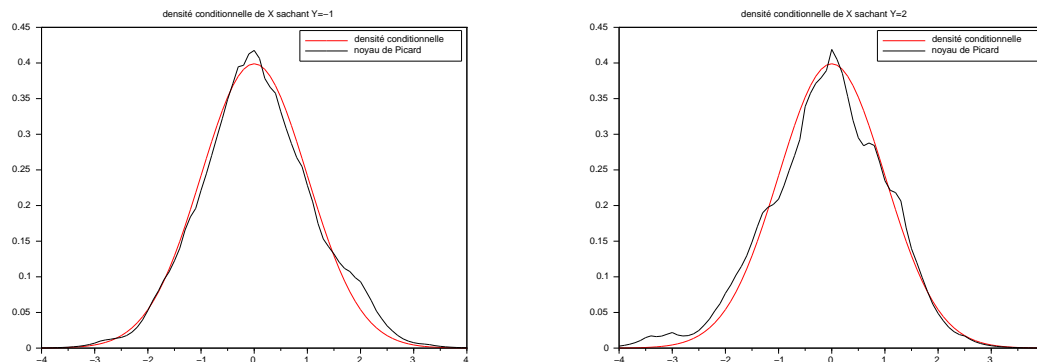 densité conditionnelle de X sachant Y=−1
0.45
0.4
0.35
0.3
0.25
0.2
0.15
0.1
0.05
0
−4 −3 −2 −1 0 1 2 3 4
densité conditionnelle
noyau de Picard
densité conditionnelle de X sachant Y=2
0.45
0.4
0.35
0.3
0.25
0.2
0.15
0.1
0.05
0
−4 −3 −2 −1 0 1 2 3
densité conditionnelle
noyau de Picard